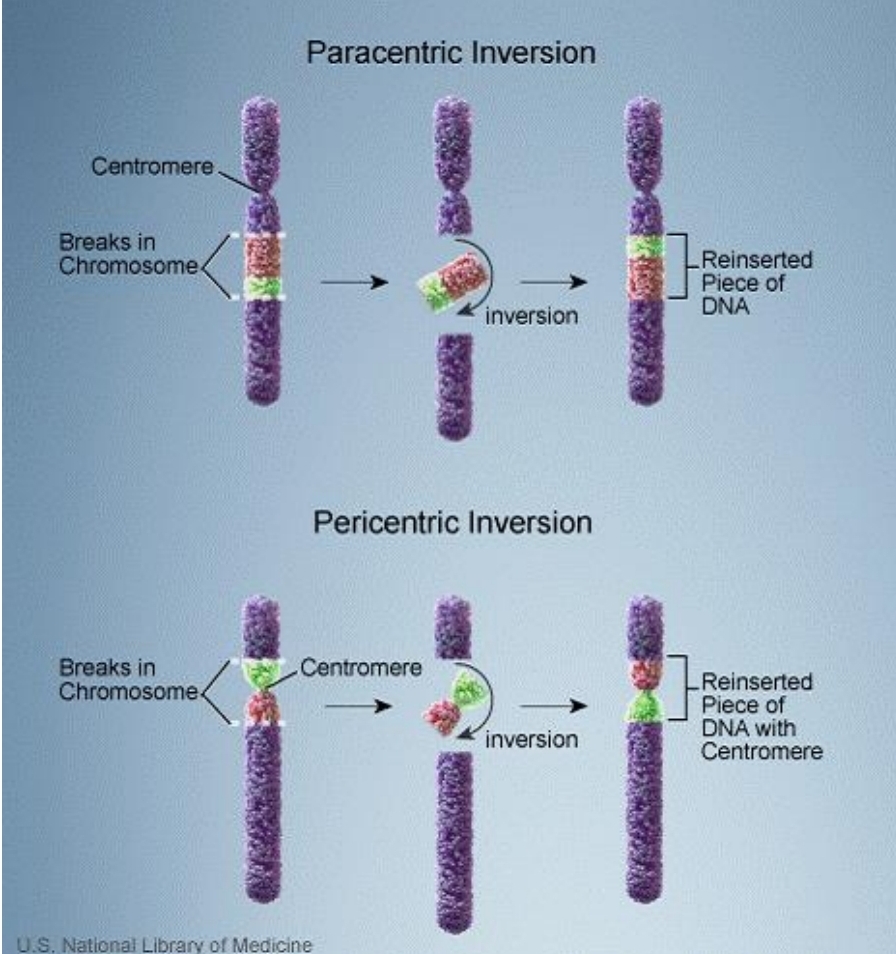 Paracentric Inversion
Centromere
Breaks in
Chromosome
inversion
Reinserted
Piece of
DNA
Pericentric Inversion
Breaks in
Chromosome
Centromere
inversion
Reinserted
Piece of
DNA with
Centromere
U.S. National Library of Medicine